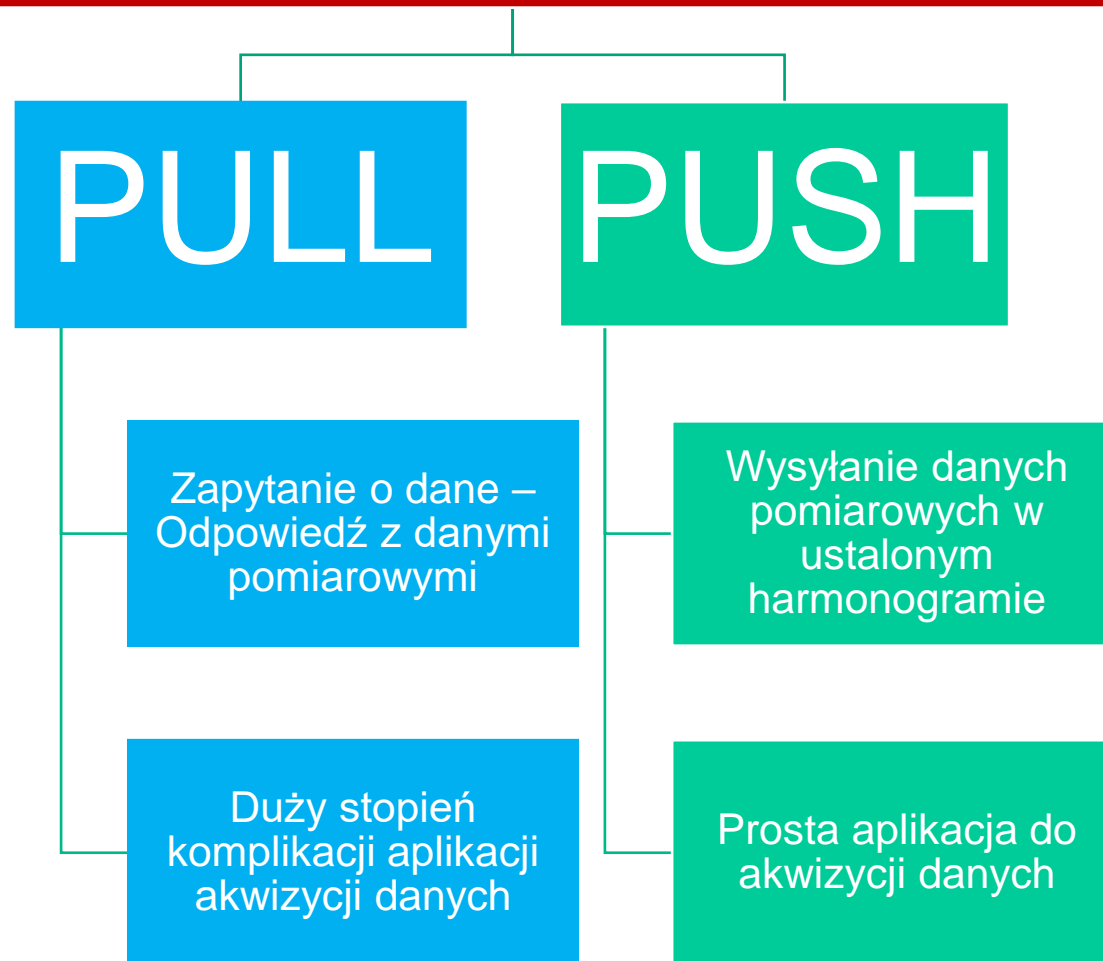 PULL
PUSH
Zapytanie o dane –
Odpowiedź z danymi
pomiarowymi
Wysyłanie danych
pomiarowych w
ustalonym
harmonogramie
Duży stopień
komplikacji aplikacji
akwizycji danych
Prosta aplikacja do
akwizycji danych